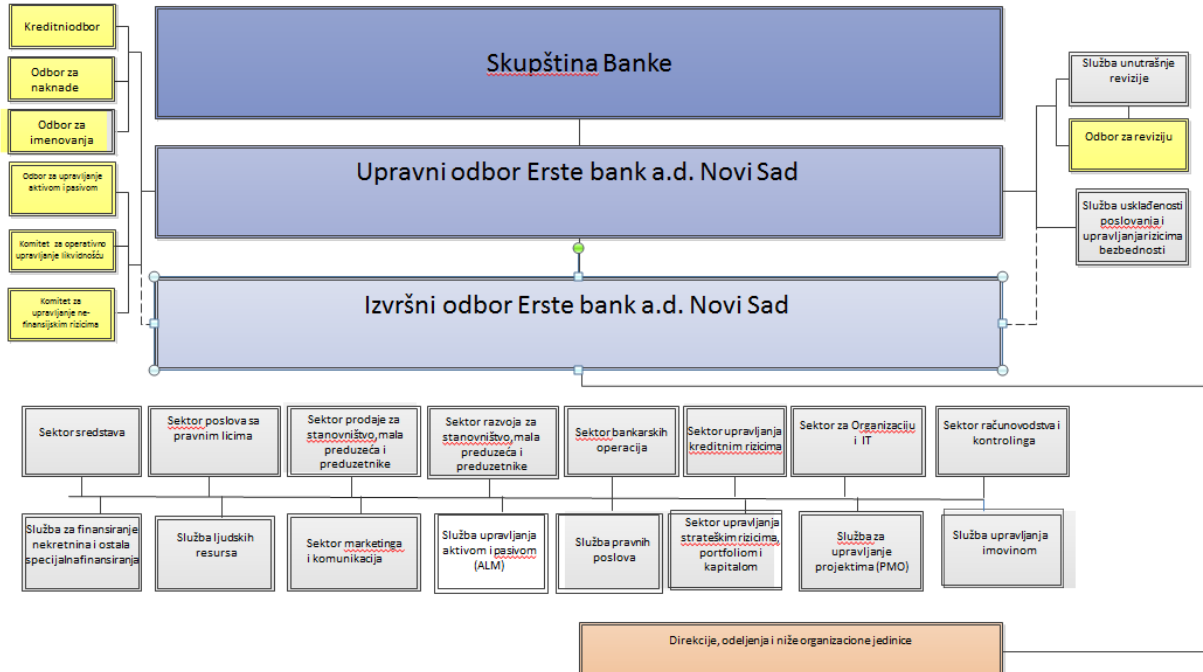 Kreditniodbor
Odbor za
naknade
Odbor za
imenovanja
Odbor za upravljanje
aktivom i pasivom
Komitet za operativno
upravljanje likvidnošću
Komitet za
upravljanje ne-
finansijskim rizicima
Skupština Banke
Upravni odbor Erste bank a.d. Novi Sad
Izvršni odbor Erste bank a.d. Novi Sad
Služba unutrašnje
revizije
Odbor za reviziju
Služba usklađenosti
poslovanja i
upravljanjarizicima
bezbednosti
Sektor sredstava
Sektor poslova sa
pravnim licima
Sektor prodaje za
stanovništvo,mala
preduzeća i
preduzetnike
Sektor razvoja za
stanovništvo,mala
preduzeća i
preduzetnike
Sektor bankarskih
operacija
Sektor upravljanja
kreditnim rizicima
Sektor za Organizaciju
i IT
Sektor računovodstva i
kontrolinga
Služba za finansiranje
nekretnina i ostala
specijalnafinansiranja
Služba ljudskih
resursa
Sektor marketinga
i komunikacija
Služba upravljanja
aktivom i pasivom
(ALM)
Služba pravnih
poslova
Sektor upravljanja
strateškim rizicima,
portfoliom i
kapitalom
Služba za
upravljanje
projektima (PMO)
Služba upravljanja
imovinom
Direkcije, odeljenja i niže organizacione jedinice